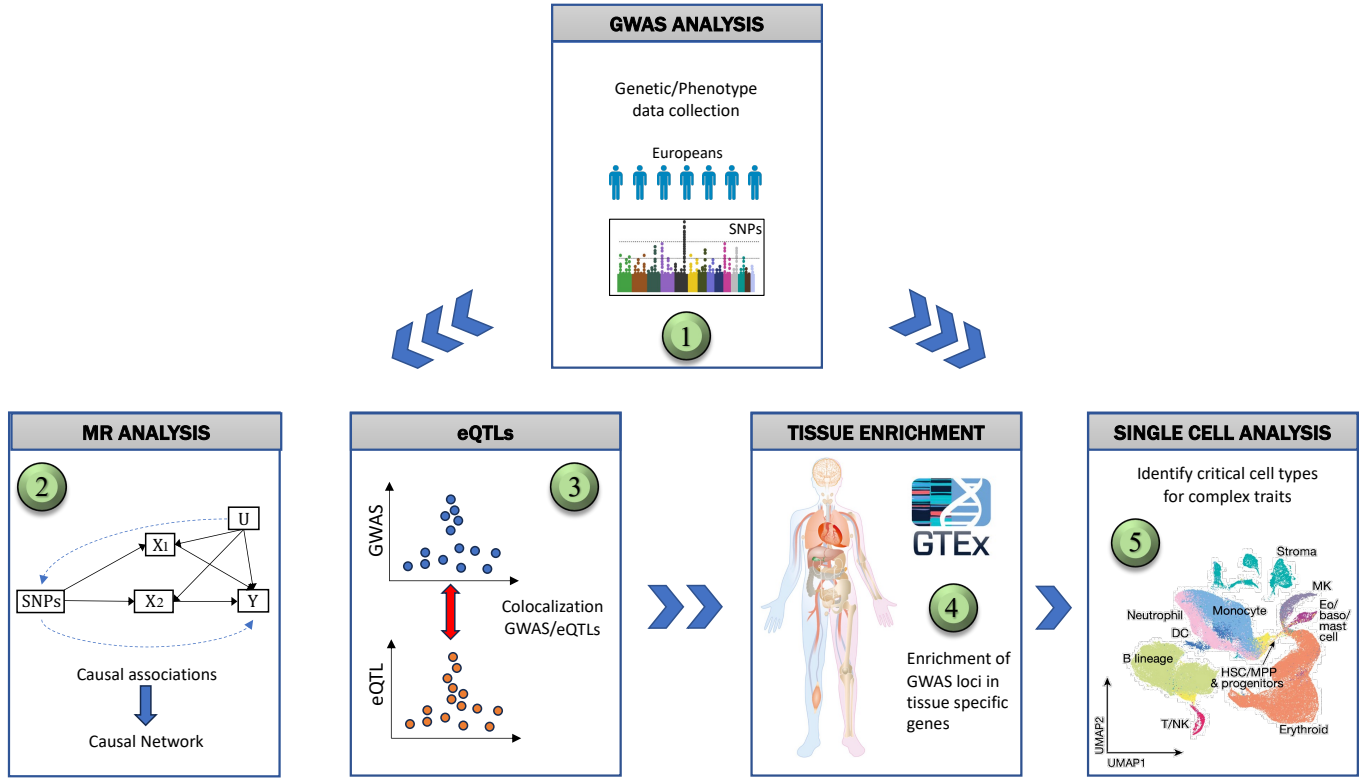 GWAS ANALYSIS
Genetic/Phenotype
data collection
Europeans
SNPs
1
MR ANALYSIS
2
U
X1
SNPs
X2
Y
Causal associations
Causal Network
eQTLs
3
GWAS
Colocalization
GWAS/eQTLs
eQTL
TISSUE ENRICHMENT
GTEx
4
Enrichment of
GWAS loci in
tissue specific
genes
SINGLE CELL ANALYSIS
Identify critical cell types
for complex traits
5
Stroma
MK
Neutrophil
Monocyte
Eo/
baso/
mast
cell
DC
B lineage
HSC/MPP
& progenitors
T/NK
Erythroid
UMAP2
UMAP1